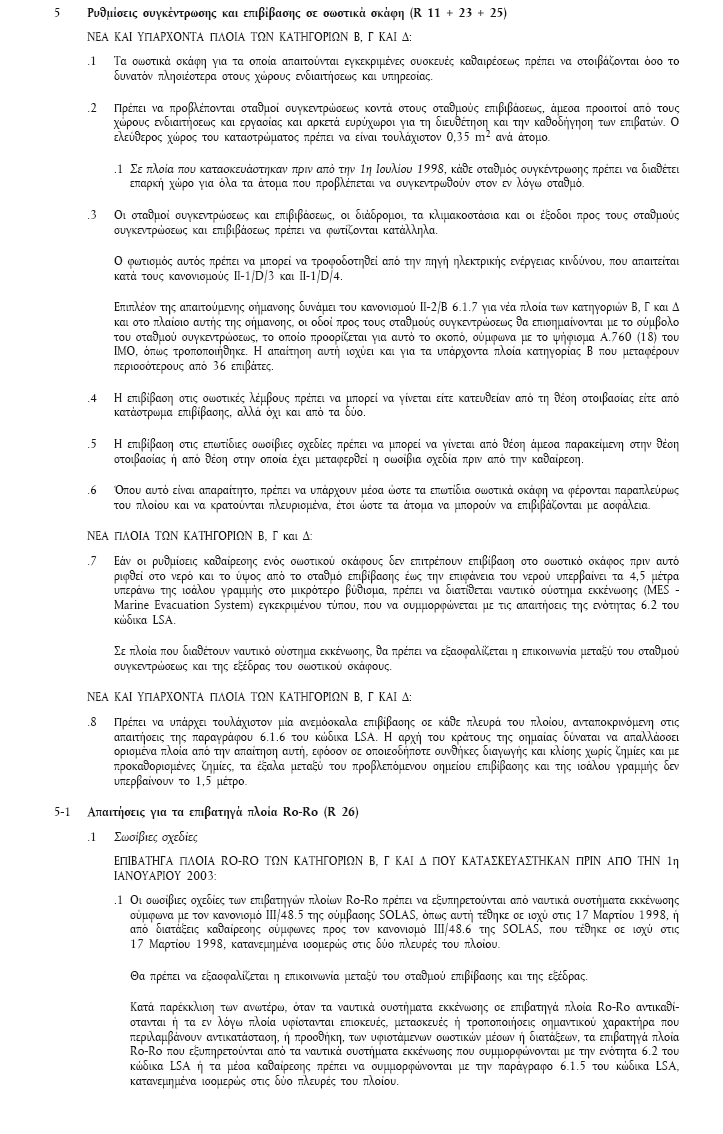 5 Ρυθμίσεις συγκέντρωσης και επιβίβασης σε σωστικά σκάφη (R 11 + 23 + 25)
ΝΕΑ ΚΑΙ ΥΠΑΡΧΟΝΤΑ ΠΛΟΙΑ ΤΩΝ ΚΑΤΗΓΟΡΙΩΝ Β, Γ ΚΑΙ Δ:
.1 Τα σωστικά σκάφη για τα οποία απαιτούνται εγκεκριμένες συσκευές καθαιρέσεως πρέπει να στοιβάζονται όσο το
δυνατόν πλησιέστερα στους χώρους ενδιαιτήσεως και υπηρεσίας.
.2 Πρέπει να προβλέπονται σταθμοί συγκεντρώσεως κοντά στους σταθμούς επιβιβάσεως, άμεσα προσιτοί από τους
χώρους ενδιαιτήσεως και εργασίας και αρκετά ευρύχωροι για τη διευθέτηση και την καθοδήγηση των επιβατών. Ο
ελεύθερος χώρος του καταστρώματος πρέπει να είναι τουλάχιστον 0,35 m² ανά άτομο.
.1 Σε πλοία που κατασκευάστηκαν πριν από την 1η Ιουλίου 1998, κάθε σταθμός συγκέντρωσης πρέπει να διαθέτει
επαρκή χώρο για όλα τα άτομα που προβλέπεται να συγκεντρωθούν στον εν λόγω σταθμό.
.3 Οι σταθμοί συγκεντρώσεως και επιβιβάσεως, οι διάδρομοι, τα κλιμακοστάσια και οι έξοδοι προς τους σταθμούς
συγκεντρώσεως και επιβιβάσεως πρέπει να φωτίζονται κατάλληλα.
Ο φωτισμός αυτός πρέπει να μπορεί να τροφοδοτηθεί από την πηγή ηλεκτρικής ενέργειας κινδύνου, που απαιτείται
κατά τους κανονισμούς II-1/D/3 και II-1/D/4.
Επιπλέον της απαιτούμενης σήμανσης δυνάμει του κανονισμού II-2/B 6.1.7 για νέα πλοία των κατηγοριών Β, Γ και Δ
και στο πλαίσιο αυτής της σήμανσης, οι οδοί προς τους σταθμούς συγκεντρώσεως θα επισημαίνονται με το σύμβολο
του σταθμού συγκεντρώσεως, το οποίο προορίζεται για αυτό το σκοπό, σύμφωνα με το ψήφισμα Α.760 (18) του
ΙΜΟ, όπως τροποποιήθηκε. Η απαίτηση αυτή ισχύει και για τα υπάρχοντα πλοία κατηγορίας Β που μεταφέρουν
περισσότερους από 36 επιβάτες.
.4 Η επιβίβαση στις σωστικές λέμβους πρέπει να μπορεί να γίνεται είτε κατευθείαν από τη θέση στοιβασίας είτε από
κατάστρωμα επιβίβασης, αλλά όχι και από τα δύο.
.5 Η επιβίβαση στις επωτίδιες σωσίβιες σχεδίες πρέπει να μπορεί να γίνεται από θέση άμεσα παρακείμενη στην θέση
στοιβασίας ή από θέση στην οποία έχει μεταφερθεί η σωσίβια σχεδία πριν από την καθαίρεση.
.6 Όπου αυτό είναι απαραίτητο, πρέπει να υπάρχουν μέσα ώστε τα επωτίδια σωστικά σκάφη να φέρονται παραπλεύρως
του πλοίου και να κρατούνται πλευρισμένα, έτσι ώστε τα άτομα να μπορούν να επιβιβάζονται με ασφάλεια.
ΝΕΑ ΠΛΟΙΑ ΤΩΝ ΚΑΤΗΓΟΡΙΩΝ Β, Γ και Δ:
.7 Εάν οι ρυθμίσεις καθαίρεσης ενός σωστικού σκάφους δεν επιτρέπουν επιβίβαση στο σωστικό σκάφος πριν αυτό
ριφθεί στο νερό και το ύψος από το σταθμό επιβίβασης έως την επιφάνεια του νερού υπερβαίνει τα 4,5 μέτρα
υπεράνω της ισάλου γραμμής στο μικρότερο βύθισμα, πρέπει να διατίθεται ναυτικό σύστημα εκκένωσης (MES -
Marine Evacuation System) εγκεκριμένου τύπου, που να συμμορφώνεται με τις απαιτήσεις της ενότητας 6.2 του
κώδικα LSA.
Σε πλοία που διαθέτουν ναυτικό σύστημα εκκένωσης, θα πρέπει να εξασφαλίζεται η επικοινωνία μεταξύ του σταθμού
συγκεντρώσεως και της εξέδρας του σωστικού σκάφους.
ΝΕΑ ΚΑΙ ΥΠΑΡΧΟΝΤΑ ΠΛΟΙΑ ΤΩΝ ΚΑΤΗΓΟΡΙΩΝ Β, Γ ΚΑΙ Δ:
.8 Πρέπει να υπάρχει τουλάχιστον μία ανεμόσκαλα επιβίβασης σε κάθε πλευρά του πλοίου, ανταποκρινόμενη στις
απαιτήσεις της παραγράφου 6.1.6 του κώδικα LSA. Η αρχή του κράτους της σημαίας δύναται να απαλλάσσει
ορισμένα πλοία από την απαίτηση αυτή, εφόσον σε οποιεσδήποτε συνθήκες διαγωγής και κλίσης χωρίς ζημίες και με
προκαθορισμένες ζημίες, τα έξαλα μεταξύ του προβλεπόμενου σημείου επιβίβασης και της ισάλου γραμμής δεν
υπερβαίνουν το 1,5 μέτρο.
5-1 Απαιτήσεις για τα επιβατηγά πλοία Ro-Ro (R 26)
.1 Σωσίβιες σχεδίες
ΕΠΙΒΑΤΗΓΑ ΠΛΟΙΑ RO-RO ΤΩΝ ΚΑΤΗΓΟΡΙΩΝ Β, Γ ΚΑΙ Δ ΠΟΥ ΚΑΤΑΣΚΕΥΑΣΤΗΚΑΝ ΠΡΙΝ ΑΠΟ ΤΗΝ 1η
ΙΑΝΟΥΑΡΙΟΥ 2003:
.1 Οι σωσίβιες σχεδίες των επιβατηγών πλοίων Ro-Ro πρέπει να εξυπηρετούνται από ναυτικά συστήματα εκκένωσης
σύμφωνα με τον κανονισμό III/48.5 της σύμβασης SOLAS, όπως αυτή τέθηκε σε ισχύ στις 17 Μαρτίου 1998, ή
από διατάξεις καθαίρεσης σύμφωνες προς τον κανονισμό III/48.6 της SOLAS, που τέθηκε σε ισχύ στις
17 Μαρτίου 1998, κατανεμημένα ισομερώς στις δύο πλευρές του πλοίου.
Θα πρέπει να εξασφαλίζεται η επικοινωνία μεταξύ του σταθμού επιβίβασης και της εξέδρας.
Κατά παρέκκλιση των ανωτέρω, όταν τα ναυτικά συστήματα εκκένωσης σε επιβατηγά πλοία Ro-Ro αντικαθί-
στανται ή τα εν λόγω πλοία υφίστανται επισκευές, μετασκευές ή τροποποιήσεις σημαντικού χαρακτήρα που
περιλαμβάνουν αντικατάσταση, ή προσθήκη, των υφιστάμενων σωστικών μέσων ή διατάξεων, τα επιβατηγά πλοία
Ro-Ro που εξυπηρετούνται από τα ναυτικά συστήματα εκκένωσης που συμμορφώνονται με την ενότητα 6.2 του
κώδικα LSA ή τα μέσα καθαίρεσης πρέπει να συμμορφώνονται με την παράγραφο 6.1.5 του κώδικα LSA,
κατανεμημένα ισομερώς στις δύο πλευρές του πλοίου.